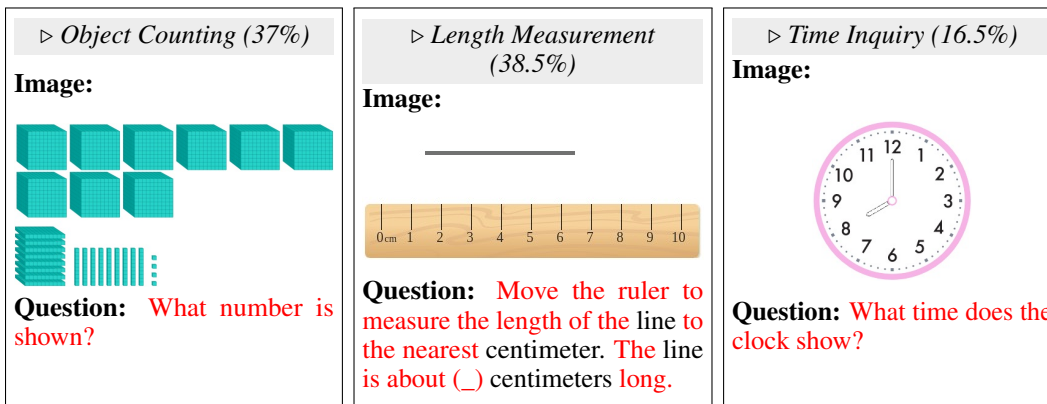 ▷ Object Counting (37%)
Image:
Question: What number is
shown?
▷ Length Measurement
(38.5%)
Image:
0 cm 1 2 3 4 5 6 7 8 9 10
Question: Move the ruler to
measure the length of the line to
the nearest centimeter. The line
is about (_) centimeters long.
▷ Time Inquiry (16.5%)
Image:
12
11 1
10 2
9 3
8 4
7 5
6
Question: What time does the
clock show?